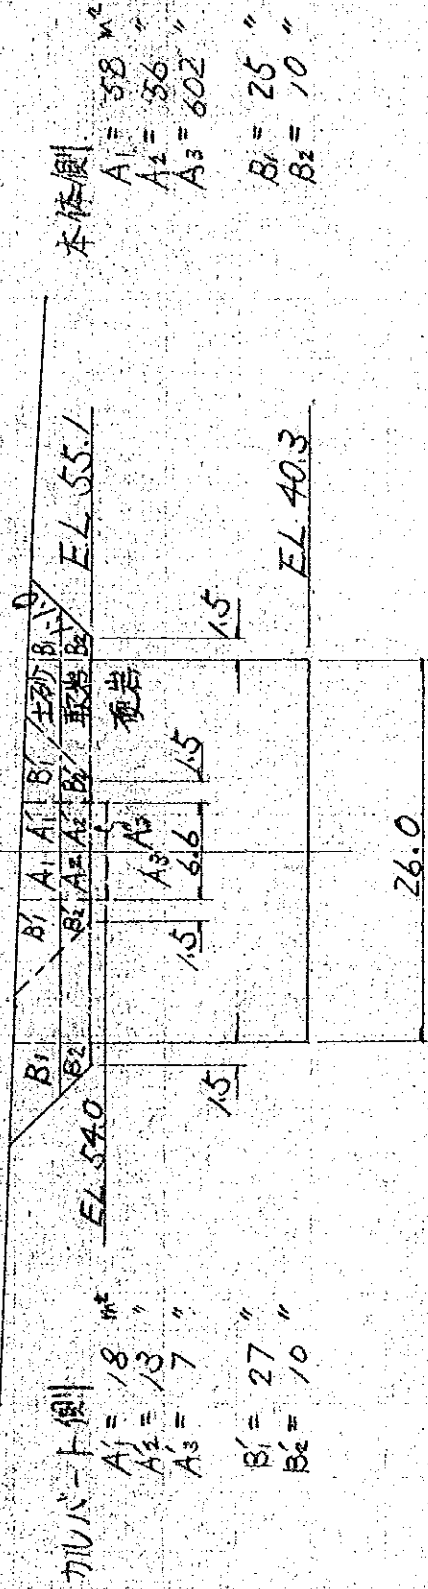 カルバート側
A₁' = 18 m²
A₂' = 13 〃
A₃' = 7 〃
B₁' = 27 〃
B₂' = 10 〃
本体側
A₁ = 58 m²
A₂ = 56 〃
A₃ = 602 〃
B₁ = 25 〃
B₂ = 10 〃
B₁ B₁' A₁ A₁' B₁' 土砂 B₁
B₂ B₂' A₂ A₂' B₂' 軟岩 B₂
EL 54.0
EL 55.1
A₃ A₃'
硬岩
1.5 6.6 1.5
1.5 1.5
EL 40.3
26.0